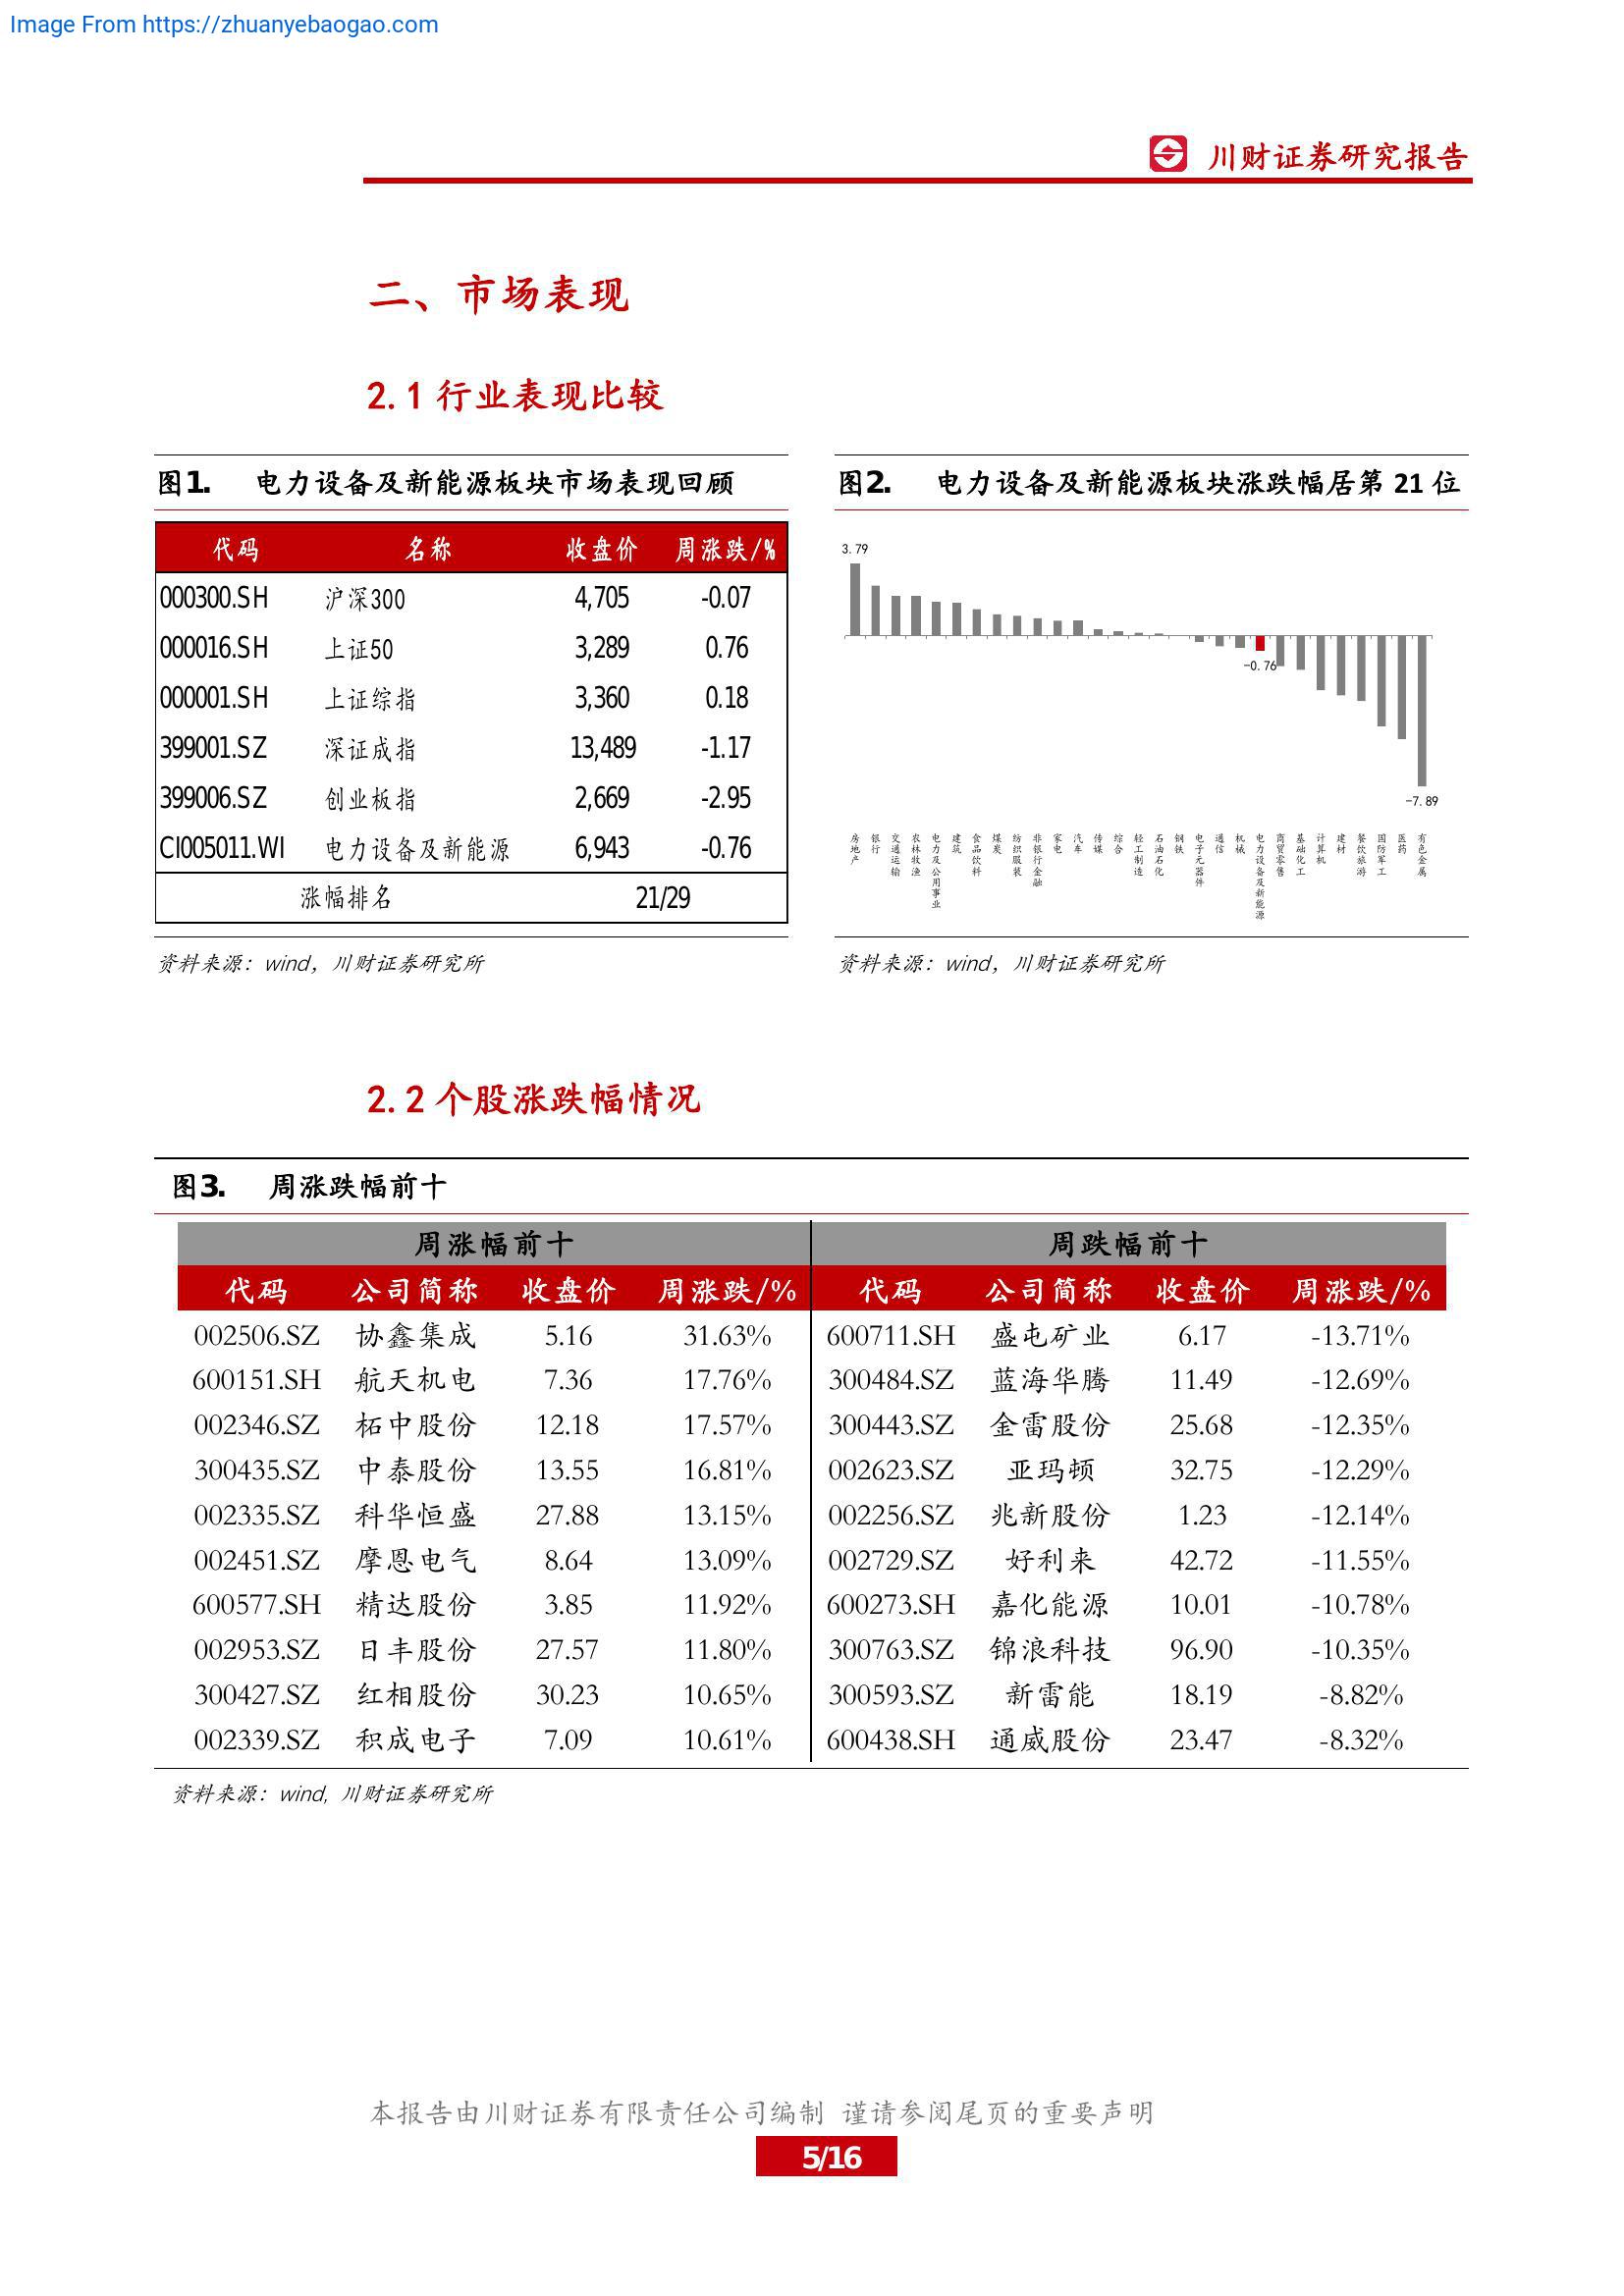 Image From https://zhuanyebaogao.com
川财证券研究报告
二、市场表现
2.1 行业表现比较
图1. 电力设备及新能源板块市场表现回顾
代码 名称 收盘价 周涨跌/%
000300.SH 沪深300 4,705 -0.07
000016.SH 上证50 3,289 0.76
000001.SH 上证综指 3,360 0.18
399001.SZ 深证成指 13,489 -1.17
399006.SZ 创业板指 2,669 -2.95
CI005011.WI 电力设备及新能源 6,943 -0.76
涨幅排名 21/29
资料来源：wind，川财证券研究所
图2. 电力设备及新能源板块涨跌幅居第 21 位
3.79
-0.76
-7.89
房地产
银行
交通运输
农林牧渔
电力及公用事业
建筑
食品饮料
煤炭
纺织服装
非银行金融
家电
汽车
传媒
综合
轻工制造
石油石化
钢铁
电子元器件
通信
机械
电力设备及新能源
商贸零售
基础化工
计算机
建材
餐饮旅游
国防军工
医药
有色金属
资料来源：wind，川财证券研究所
2.2 个股涨跌幅情况
图3. 周涨跌幅前十
周涨幅前十 周跌幅前十
代码 公司简称 收盘价 周涨跌/% 代码 公司简称 收盘价 周涨跌/%
002506.SZ 协鑫集成 5.16 31.63% 600711.SH 盛屯矿业 6.17 -13.71%
600151.SH 航天机电 7.36 17.76% 300484.SZ 蓝海华腾 11.49 -12.69%
002346.SZ 柘中股份 12.18 17.57% 300443.SZ 金雷股份 25.68 -12.35%
300435.SZ 中泰股份 13.55 16.81% 002623.SZ 亚玛顿 32.75 -12.29%
002335.SZ 科华恒盛 27.88 13.15% 002256.SZ 兆新股份 1.23 -12.14%
002451.SZ 摩恩电气 8.64 13.09% 002729.SZ 好利来 42.72 -11.55%
600577.SH 精达股份 3.85 11.92% 600273.SH 嘉化能源 10.01 -10.78%
002953.SZ 日丰股份 27.57 11.80% 300763.SZ 锦浪科技 96.90 -10.35%
300427.SZ 红相股份 30.23 10.65% 300593.SZ 新雷能 18.19 -8.82%
002339.SZ 积成电子 7.09 10.61% 600438.SH 通威股份 23.47 -8.32%
资料来源：wind, 川财证券研究所
本报告由川财证券有限责任公司编制 谨请参阅尾页的重要声明
5/16